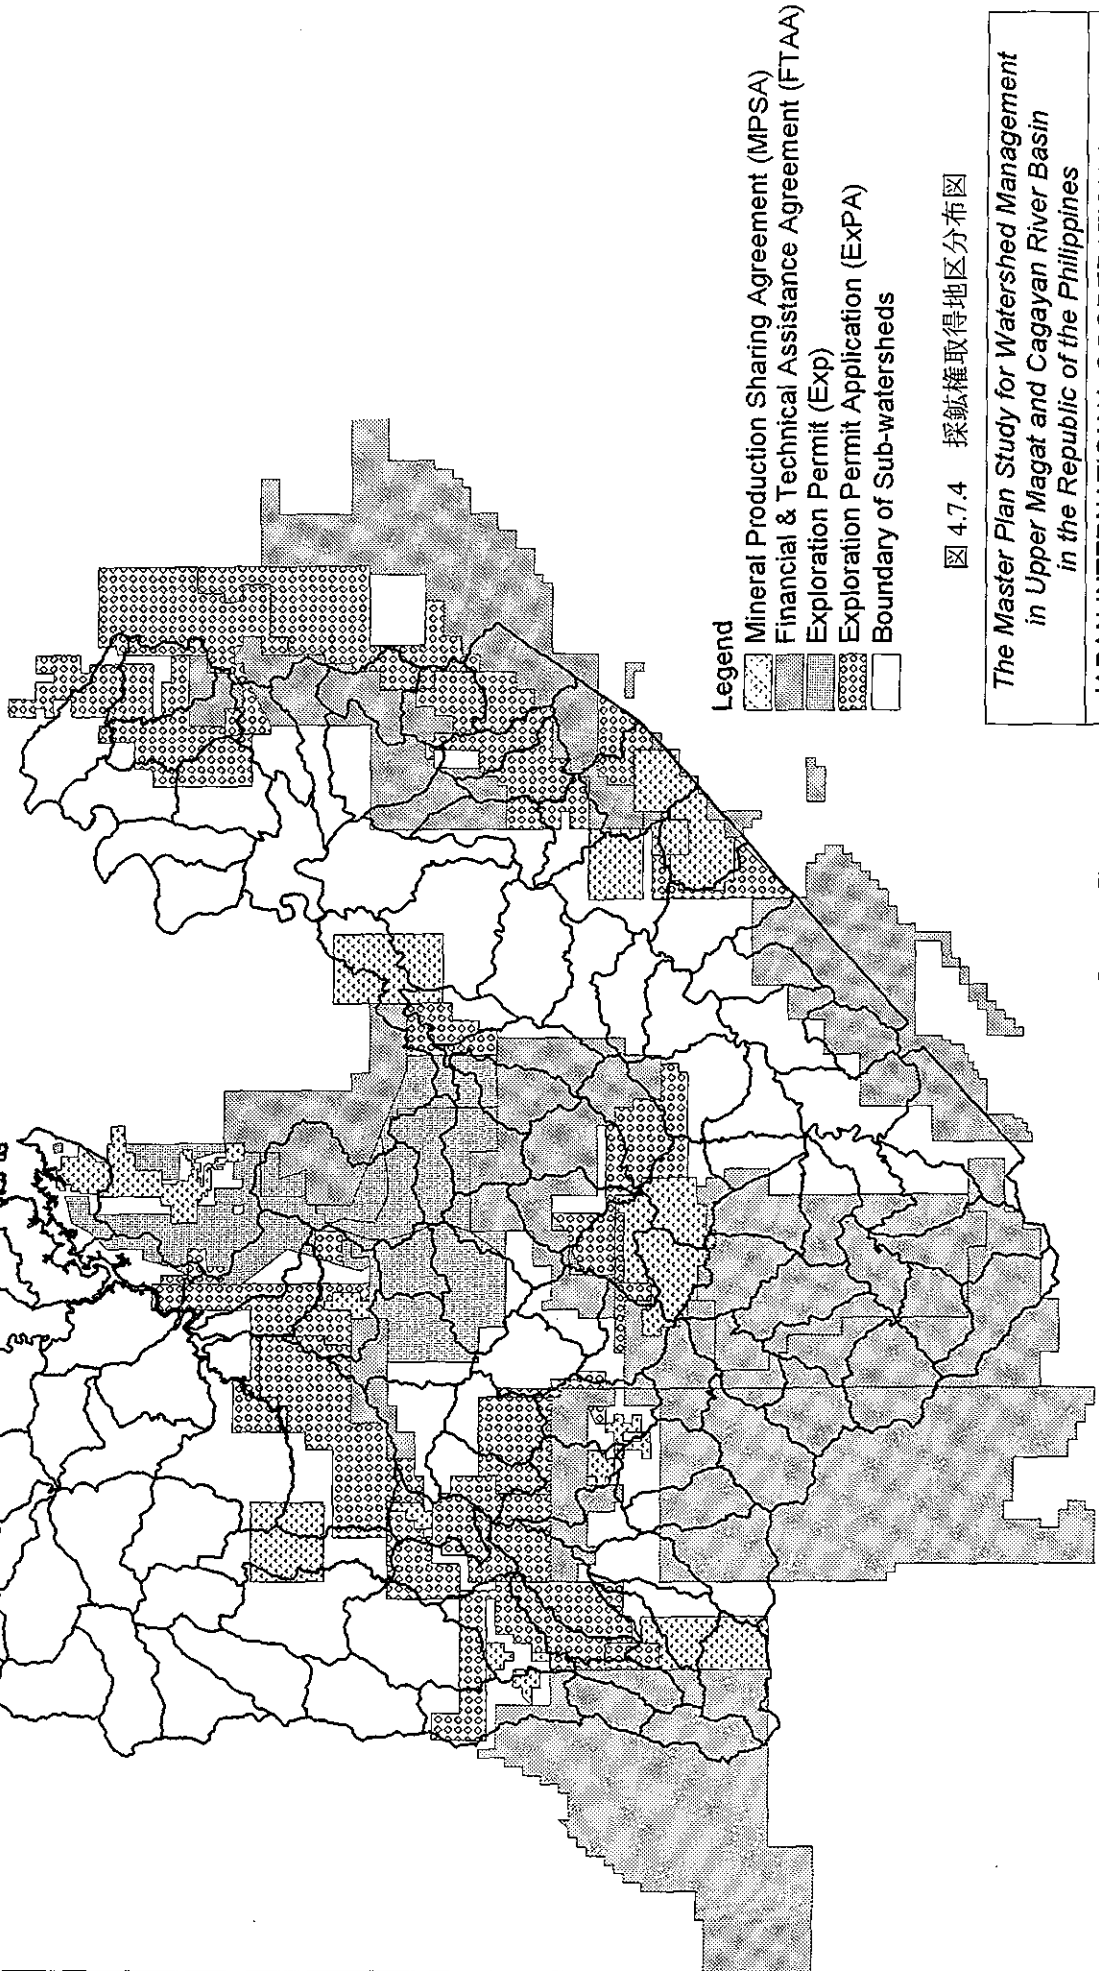 Legend
Mineral Production Sharing Agreement (MPSA)
Financial & Technical Assistance Agreement (FTAA)
Exploration Permit (Exp)
Exploration Permit Application (ExPA)
Boundary of Sub-watersheds
図 4.7.4 採鉱権取得地区分布図
The Master Plan Study for Watershed Management
in Upper Magat and Cagayan River Basin
in the Republic of the Philippines